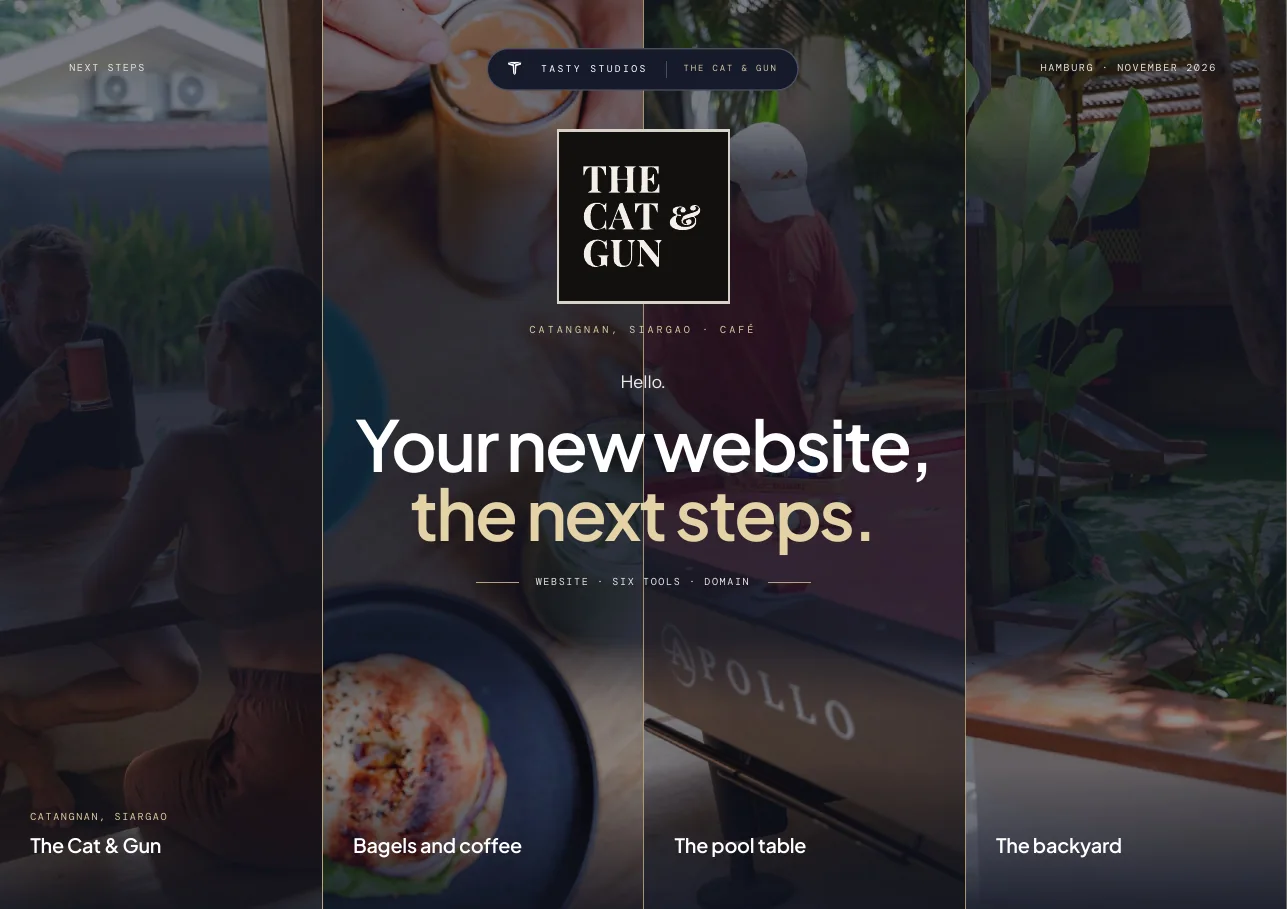 NEXT STEPS
TASTY STUDIOS
THE CAT & GUN
HAMBURG · NOVEMBER 2026
THE
CAT &
GUN
CATANGNAN, SIARGAO · CAFÉ
Hello.
Your new website,
the next steps.
WEBSITE · SIX TOOLS · DOMAIN
APOLLO
CATANGNAN, SIARGAO
The Cat & Gun
Bagels and coffee
The pool table
The backyard